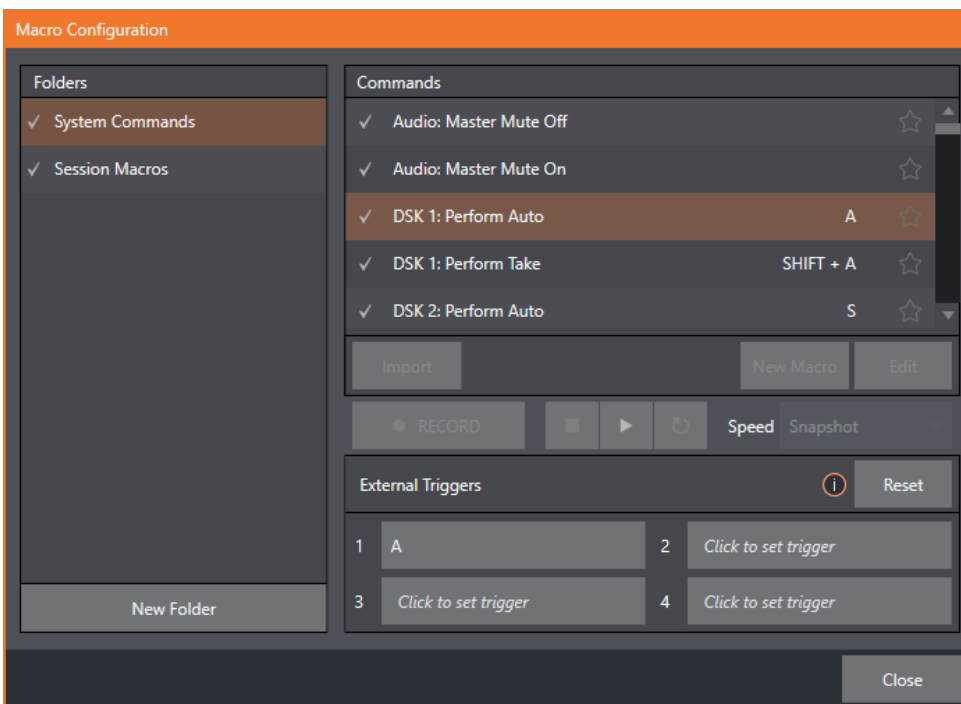 Macro Configuration
Folders
System Commands
Session Macros
New Folder
Commands
Audio: Master Mute Off
Audio: Master Mute On
DSK 1: Perform Auto A
DSK 1: Perform Take SHIFT + A
DSK 2: Perform Auto S
Import New Macro Edit
RECORD Speed Snapshot
External Triggers i Reset
1 A 2 Click to set trigger
3 Click to set trigger 4 Click to set trigger
Close